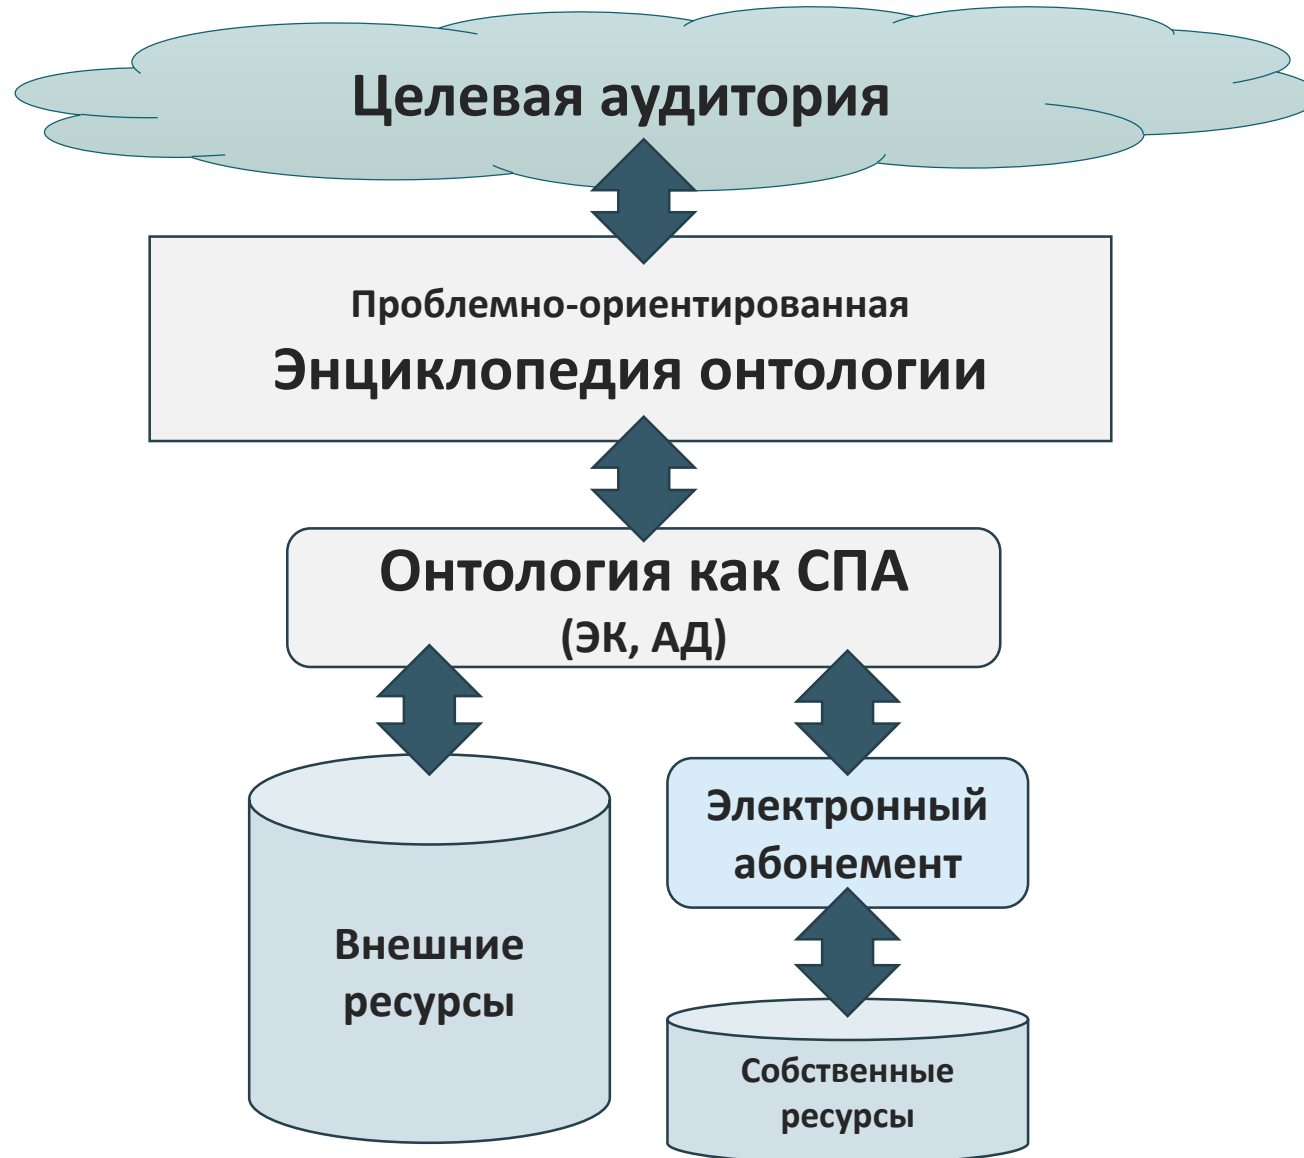 Целевая аудитория
Проблемно-ориентированная
Энциклопедия онтологии
Онтология как СПА
(ЭК, АД)
Внешние
ресурсы
Электронный
абонемент
Собственные
ресурсы